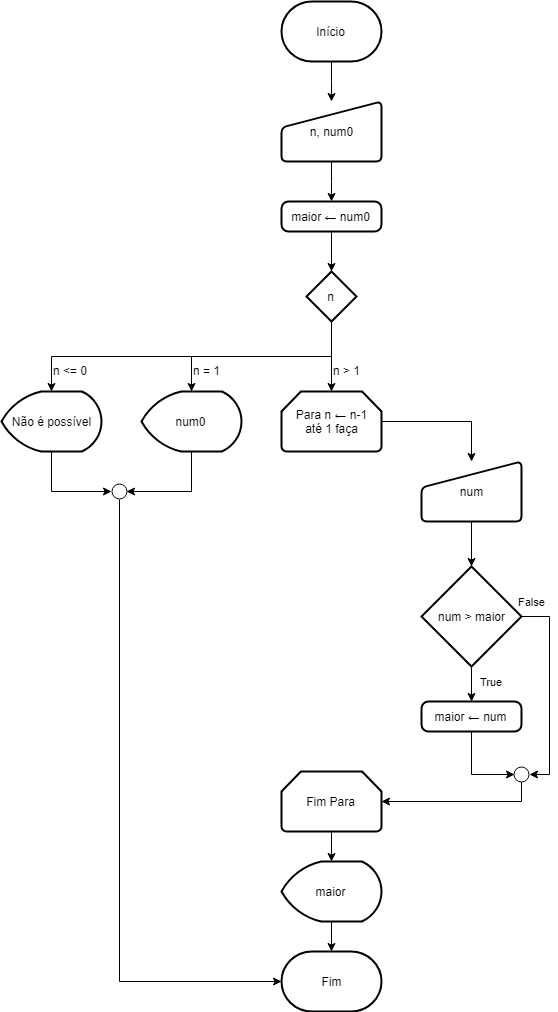 Início
n, num0
maior ← num0
n
n <= 0
n = 1
n > 1
Não é possível
num0
Para n ← n-1
até 1 faça
num
num > maior
False
True
maior ← num
Fim Para
maior
Fim